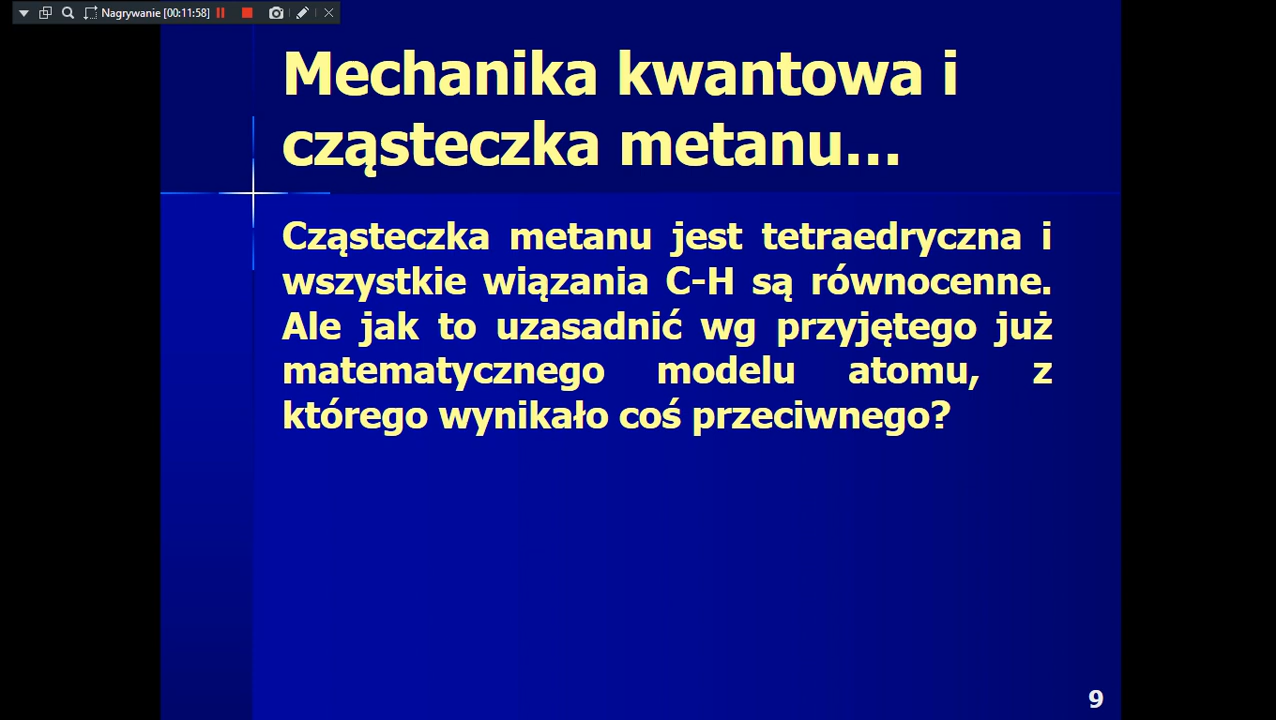 Nagrywanie [00:11:58]
Mechanika kwantowa i
cząsteczka metanu...
Cząsteczka metanu jest tetraedryczna i
wszystkie wiązania C-H są równocenne.
Ale jak to uzasadnić wg przyjętego już
matematycznego modelu atomu, z
którego wynikało coś przeciwnego?
9